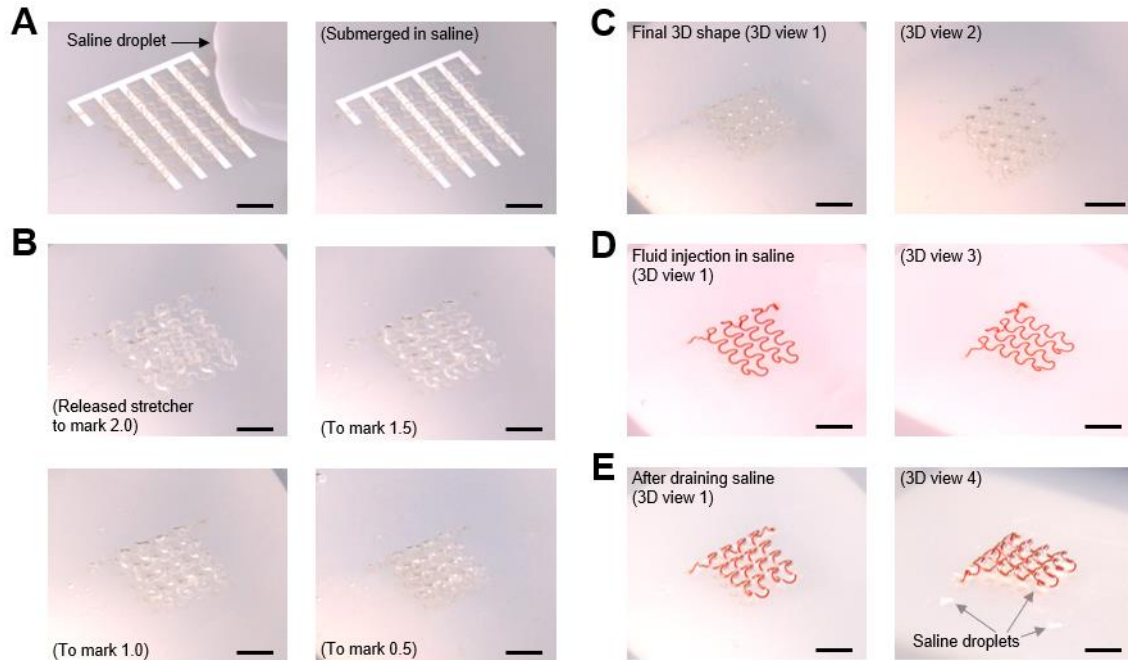 A
Saline droplet
(Submerged in saline)
B
(Released stretcher
to mark 2.0)
(To mark 1.5)
(To mark 1.0)
(To mark 0.5)
C
Final 3D shape (3D view 1)
(3D view 2)
D
Fluid injection in saline
(3D view 1)
(3D view 3)
E
After draining saline
(3D view 1)
(3D view 4)
Saline droplets